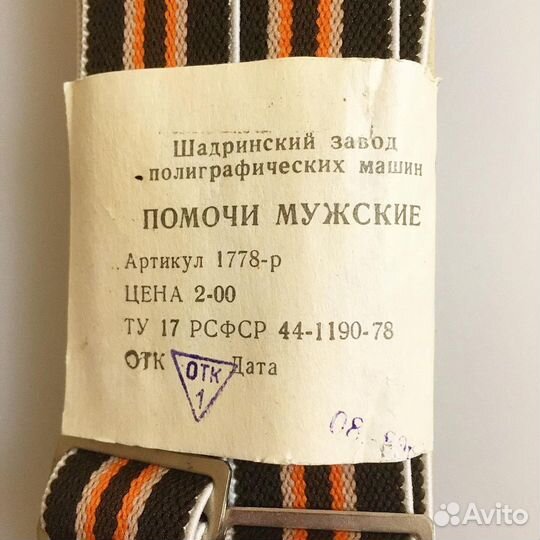 Шадринский завод
полиграфических машин
ПОМОЧИ МУЖСКИЕ
Артикул 1778-р
ЦЕНА 2-00
ТУ 17 РСФСР 44-1190-78
ОТК Дата
ОТК
1
Avito